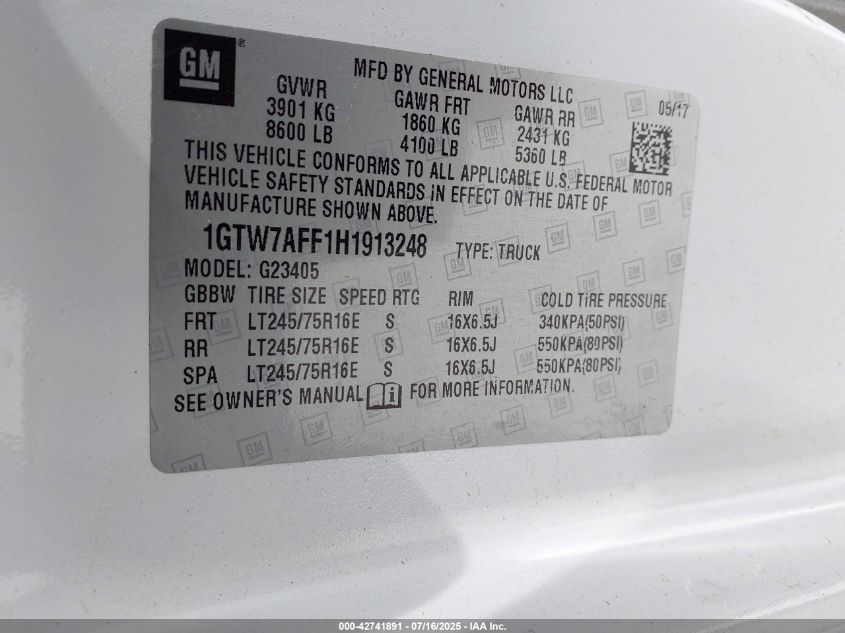 GM
MFD BY GENERAL MOTORS LLC
05/17
GVWR GAWR FRT GAWR RR
3901 KG 1860 KG 2431 KG
8600 LB 4100 LB 5360 LB
THIS VEHICLE CONFORMS TO ALL APPLICABLE U.S. FEDERAL MOTOR
VEHICLE SAFETY STANDARDS IN EFFECT ON THE DATE OF
MANUFACTURE SHOWN ABOVE.
1GTW7AFF1H1913248 TYPE: TRUCK
MODEL: G23405
GBBW TIRE SIZE SPEED RTG RIM COLD TIRE PRESSURE
FRT LT245/75R16E S 16X6.5J 340KPA(50PSI)
RR LT245/75R16E S 16X6.5J 550KPA(80PSI)
SPA LT245/75R16E S 16X6.5J 550KPA(80PSI)
SEE OWNER'S MANUAL FOR MORE INFORMATION.
000-42741891 - 07/16/2025 - IAA Inc.